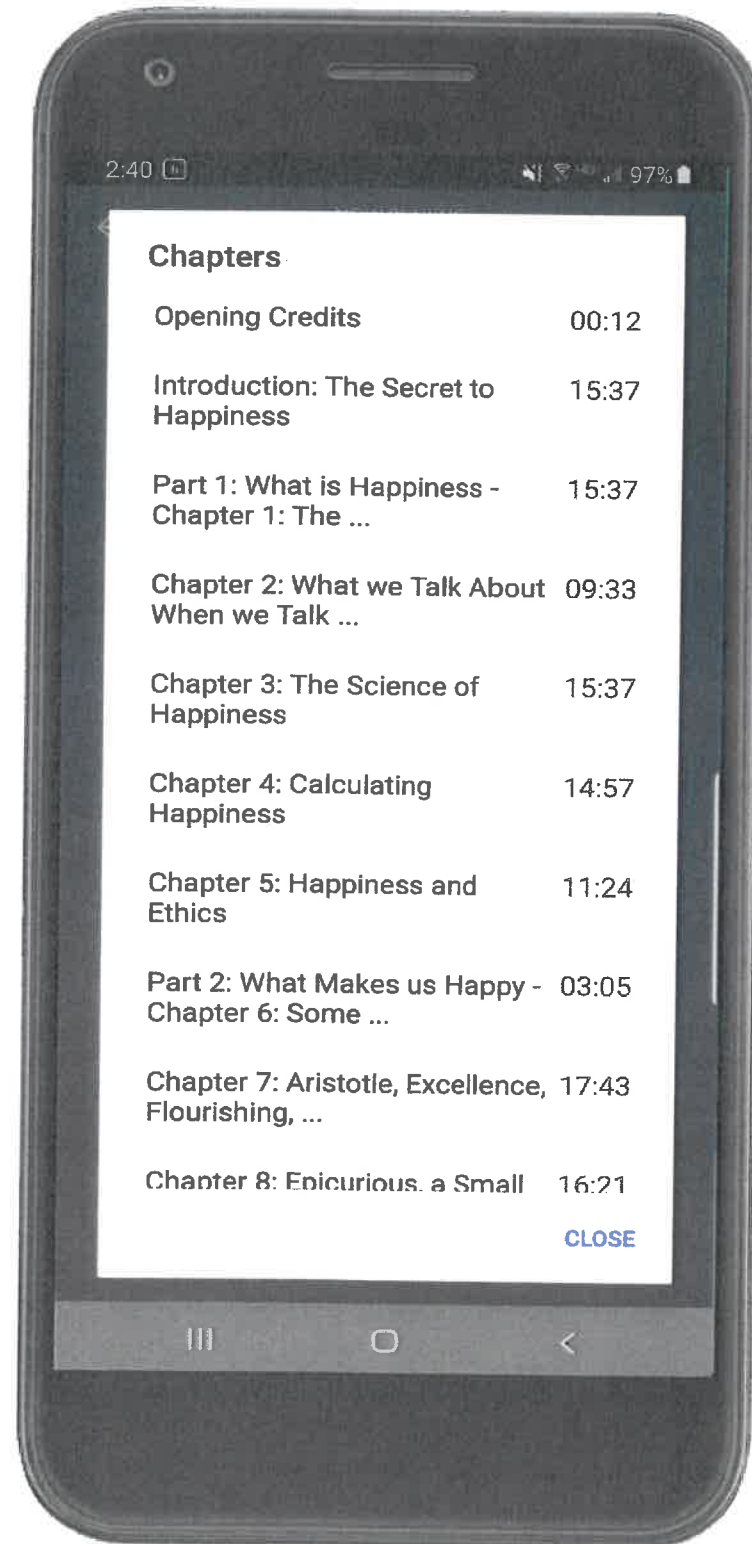 2:40
97%
Chapters
Opening Credits 00:12
Introduction: The Secret to 15:37
Happiness
Part 1: What is Happiness - 15:37
Chapter 1: The ...
Chapter 2: What we Talk About 09:33
When we Talk ...
Chapter 3: The Science of 15:37
Happiness
Chapter 4: Calculating 14:57
Happiness
Chapter 5: Happiness and 11:24
Ethics
Part 2: What Makes us Happy - 03:05
Chapter 6: Some ...
Chapter 7: Aristotle, Excellence, 17:43
Flourishing, ...
Chapter 8: Epicurious, a Small 16:21
CLOSE